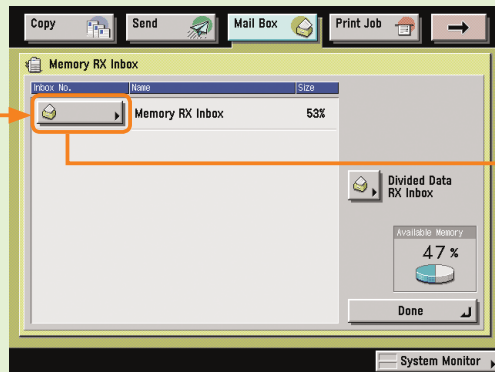 Copy
Send
Mail Box
Print Job
Memory RX Inbox
Inbox No.
Name
Size
Memory RX Inbox
53%
Divided Data
RX Inbox
Available Memory
47 %
Done
System Monitor